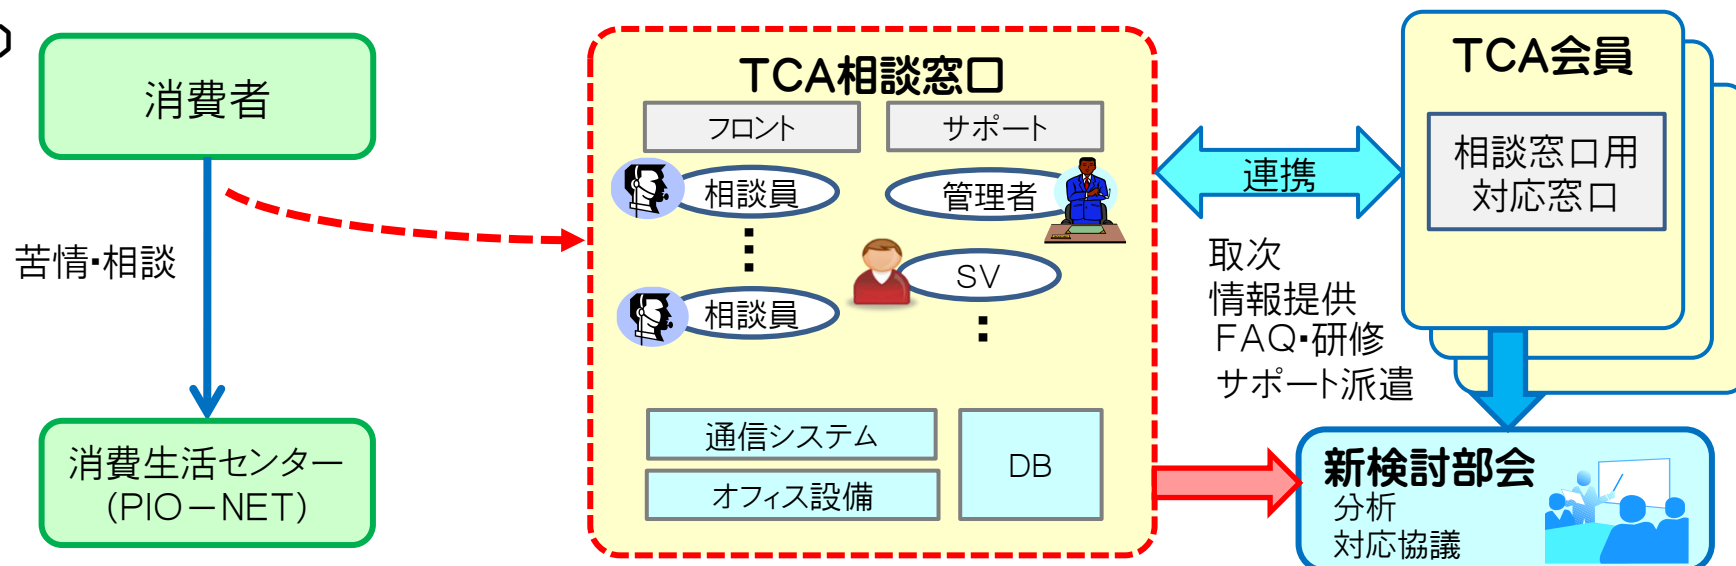 消費者
苦情・相談
消費生活センター
(PIO－NET)
TCA相談窓口
フロント
サポート
相談員
管理者
SV
相談員
通信システム
オフィス設備
DB
連携
取次
情報提供
FAQ・研修
サポート派遣
TCA会員
相談窓口用
対応窓口
新検討部会
分析
対応協議